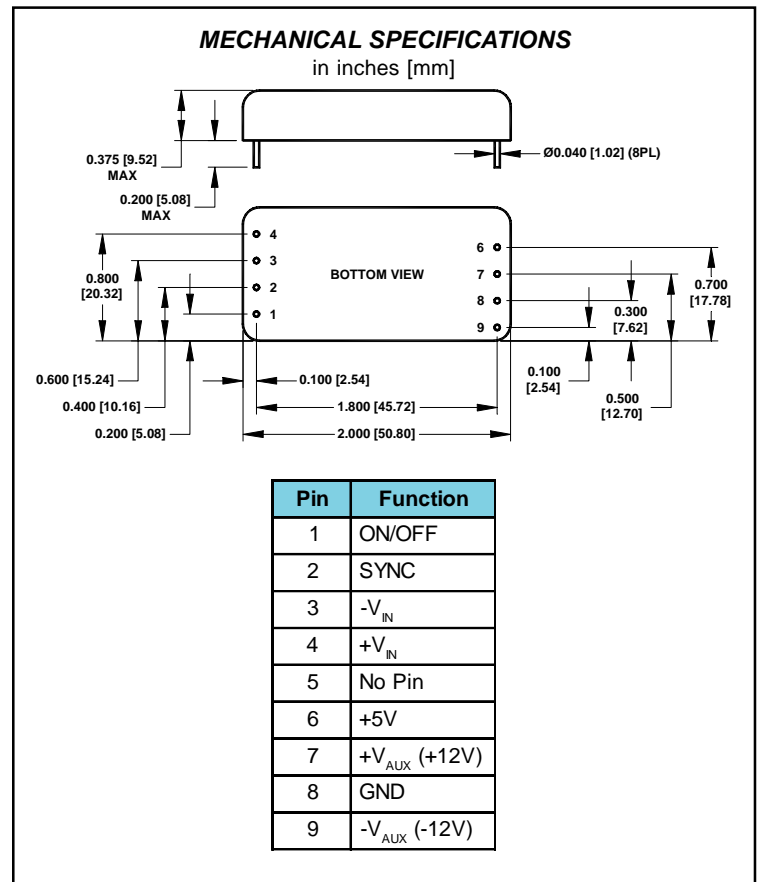 MECHANICAL SPECIFICATIONS
in inches [mm]
0.375 [9.52]
MAX
Ø0.040 [1.02] (8PL)
0.200 [5.08]
MAX
4
3
2
1
BOTTOM VIEW
6
7
8
9
0.800
[20.32]
0.700
[17.78]
0.300
[7.62]
0.600 [15.24]
0.100 [2.54]
0.100
[2.54]
0.400 [10.16]
1.800 [45.72]
0.500
[12.70]
0.200 [5.08]
2.000 [50.80]
Pin Function
1 ON/OFF
2 SYNC
3 -VIN
4 +VIN
5 No Pin
6 +5V
7 +VAUX (+12V)
8 GND
9 -VAUX (-12V)